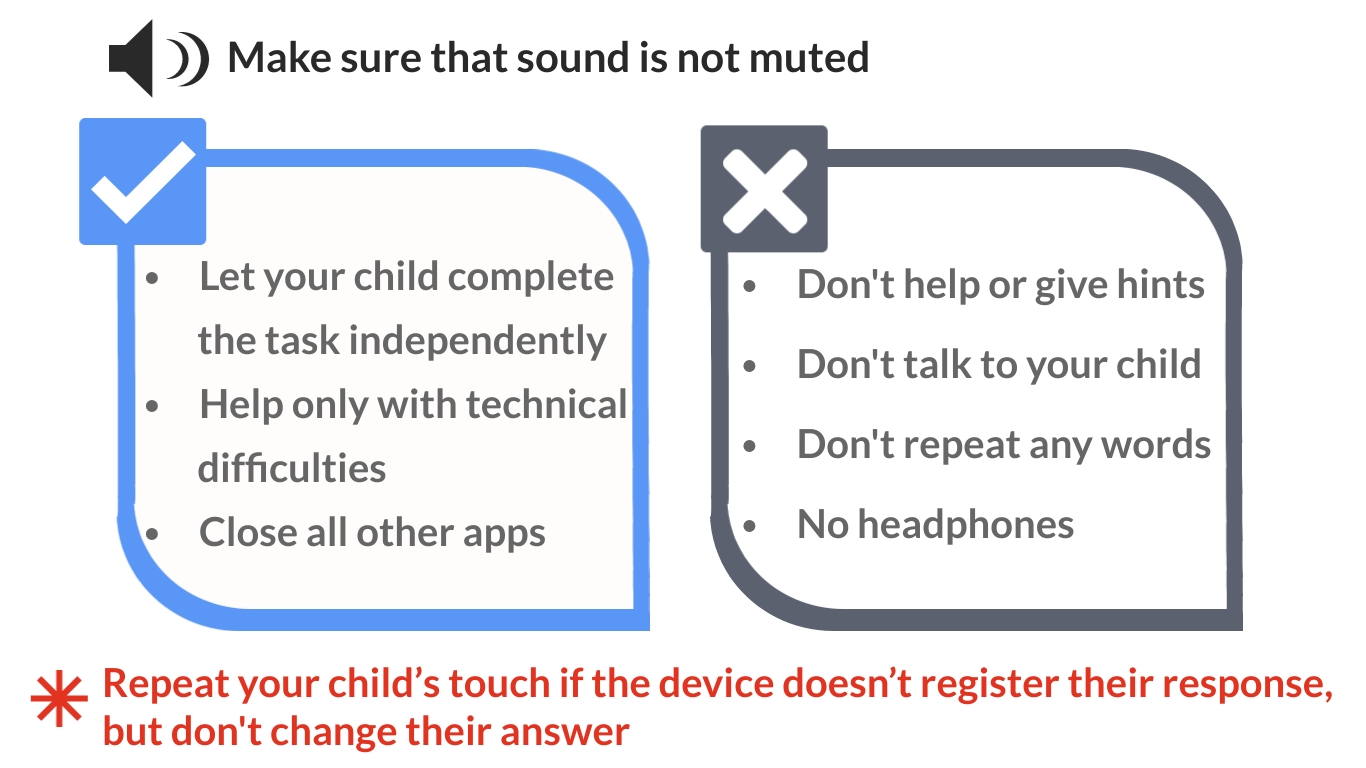 Make sure that sound is not muted
• Let your child complete
the task independently
• Help only with technical
difficulties
• Close all other apps
• Don't help or give hints
• Don't talk to your child
• Don't repeat any words
• No headphones
Repeat your child’s touch if the device doesn’t register their response,
but don't change their answer